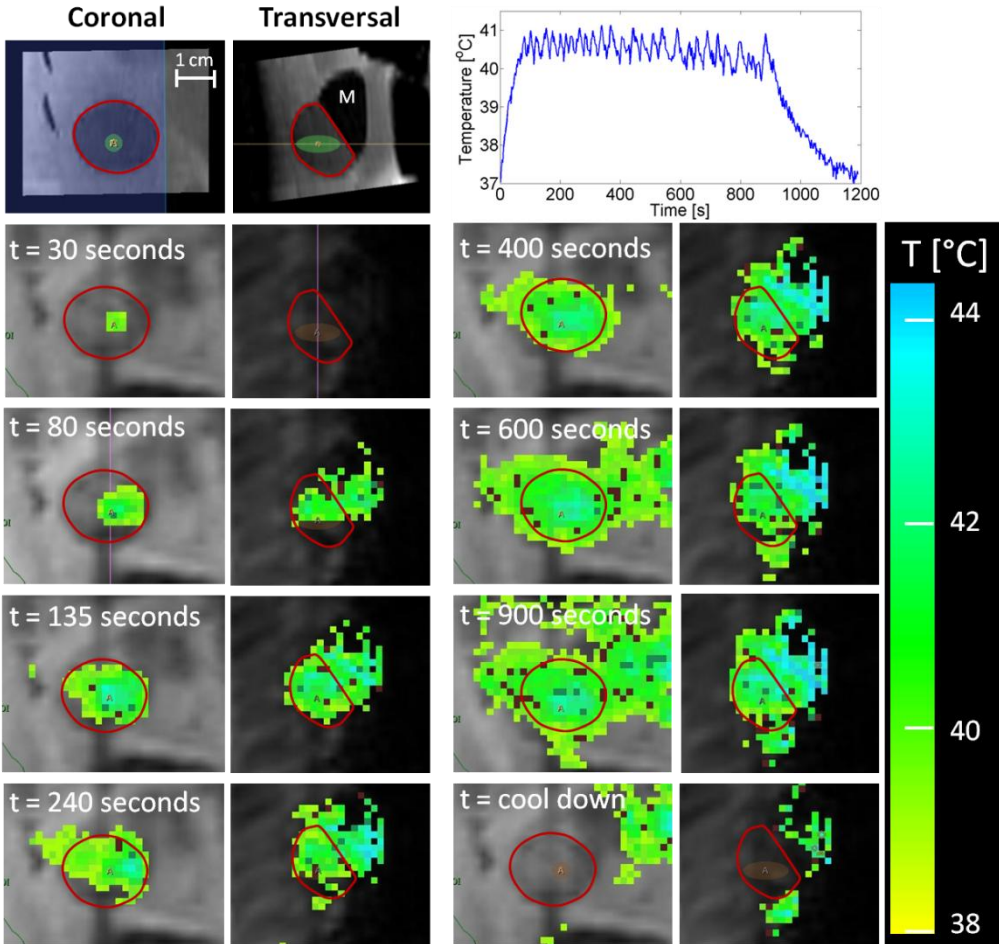 Coronal
Transversal
1 cm
M
Temperature [°C]
41
40
39
38
37
0
200
400
600
800
1000
1200
Time [s]
t = 30 seconds
A
A
t = 400 seconds
A
A
t = 80 seconds
A
A
t = 600 seconds
A
A
t = 135 seconds
A
A
t = 900 seconds
A
A
t = 240 seconds
A
A
t = cool down
A
A
T [°C]
44
42
40
38